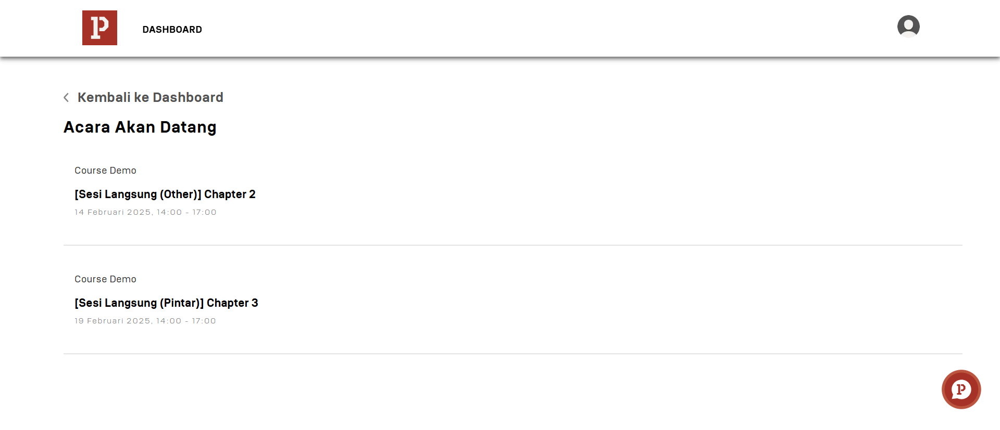 P
DASHBOARD
Kembali ke Dashboard
Acara Akan Datang
Course Demo
[Sesi Langsung (Other)] Chapter 2
14 Februari 2025, 14:00 - 17:00
Course Demo
[Sesi Langsung (Pintar)] Chapter 3
19 Februari 2025, 14:00 - 17:00
P